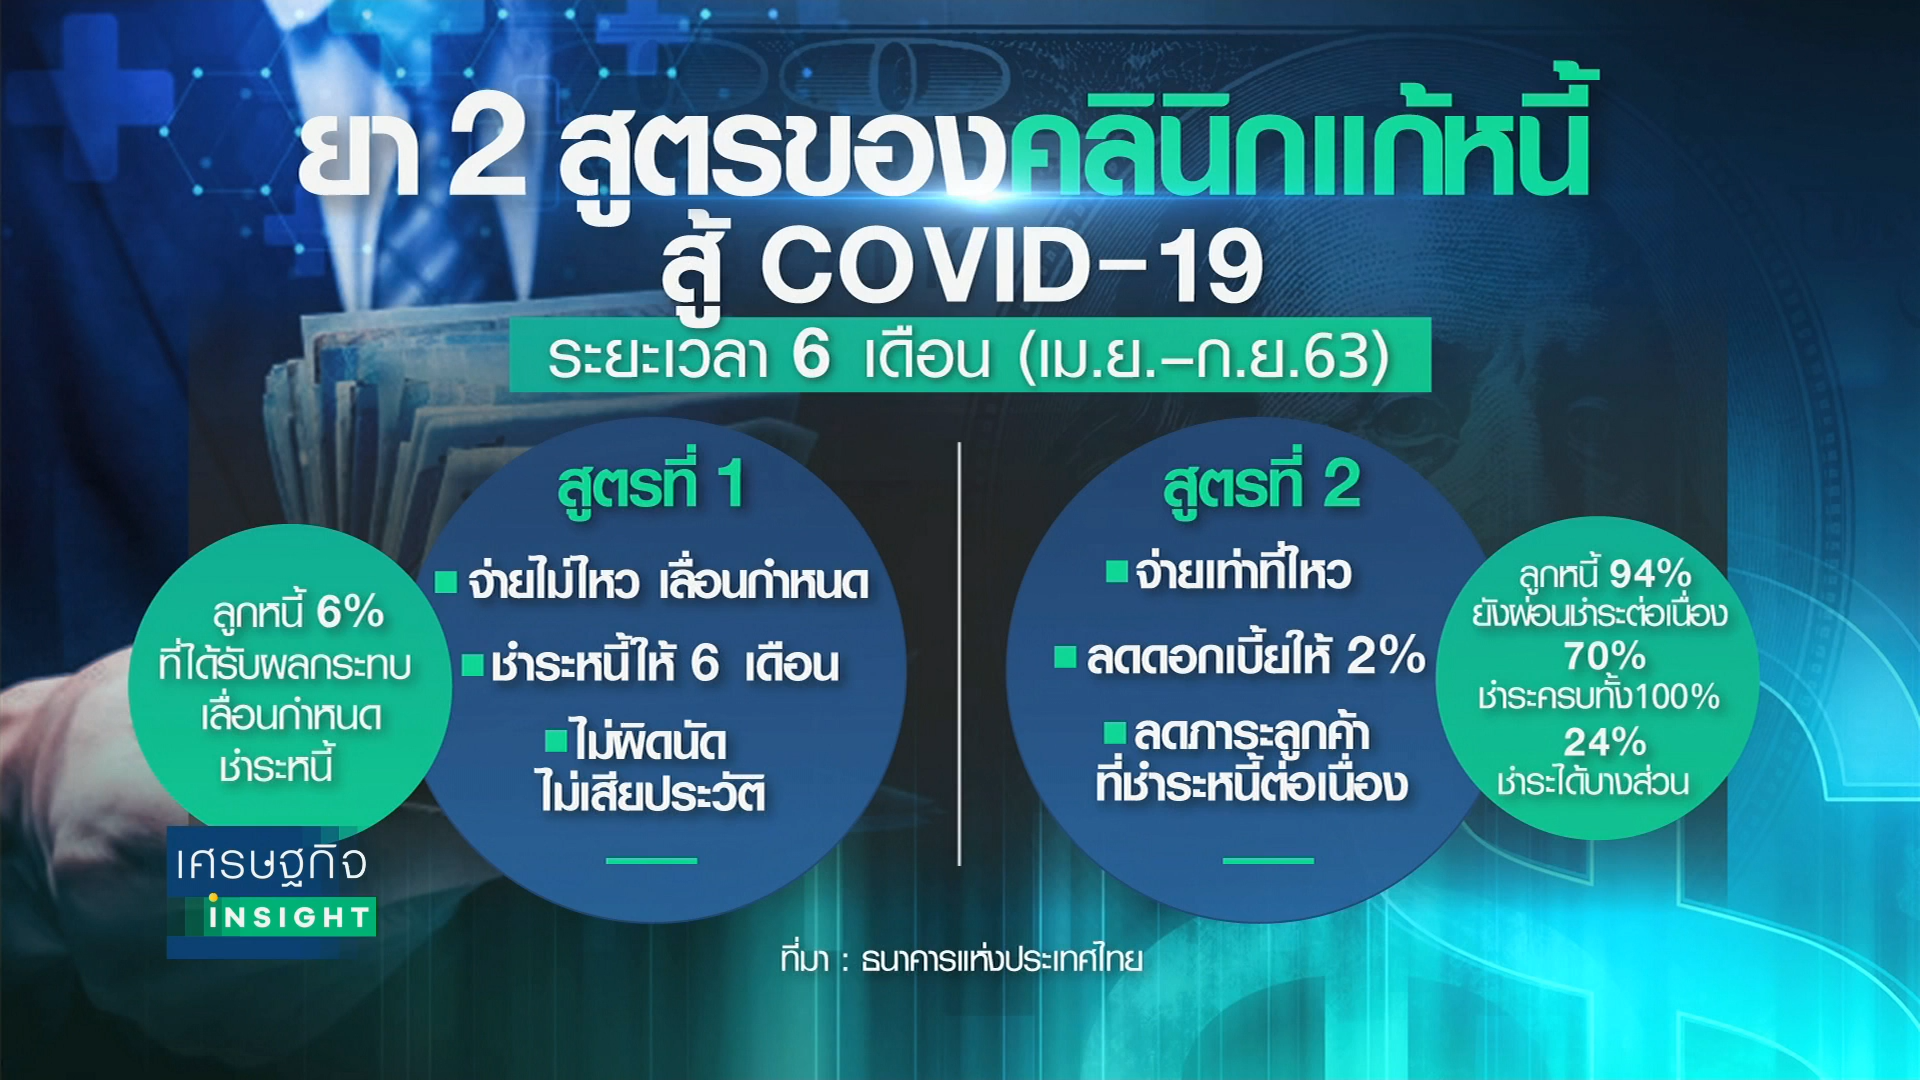 ยา 2 สูตรของคลินิกแก้หนี้
สู้ COVID-19
ระยะเวลา 6 เดือน (เม.ย.-ก.ย.63)
สูตรที่ 1
จ่ายไม่ไหว เลื่อนกำหนด
ชำระหนี้ให้ 6 เดือน
ไม่ผิดนัด
ไม่เสียประวัติ
ลูกหนี้ 6%
ที่ได้รับผลกระทบ
เลื่อนกำหนด
ชำระหนี้
สูตรที่ 2
จ่ายเท่าที่ไหว
ลดดอกเบี้ยให้ 2%
ลดภาระลูกค้า
ที่ชำระหนี้ต่อเนื่อง
ลูกหนี้ 94%
ยังผ่อนชำระต่อเนื่อง
70%
ชำระครบทั้ง100%
24%
ชำระได้บางส่วน
เศรษฐกิจ
INSIGHT
ที่มา : ธนาคารแห่งประเทศไทย